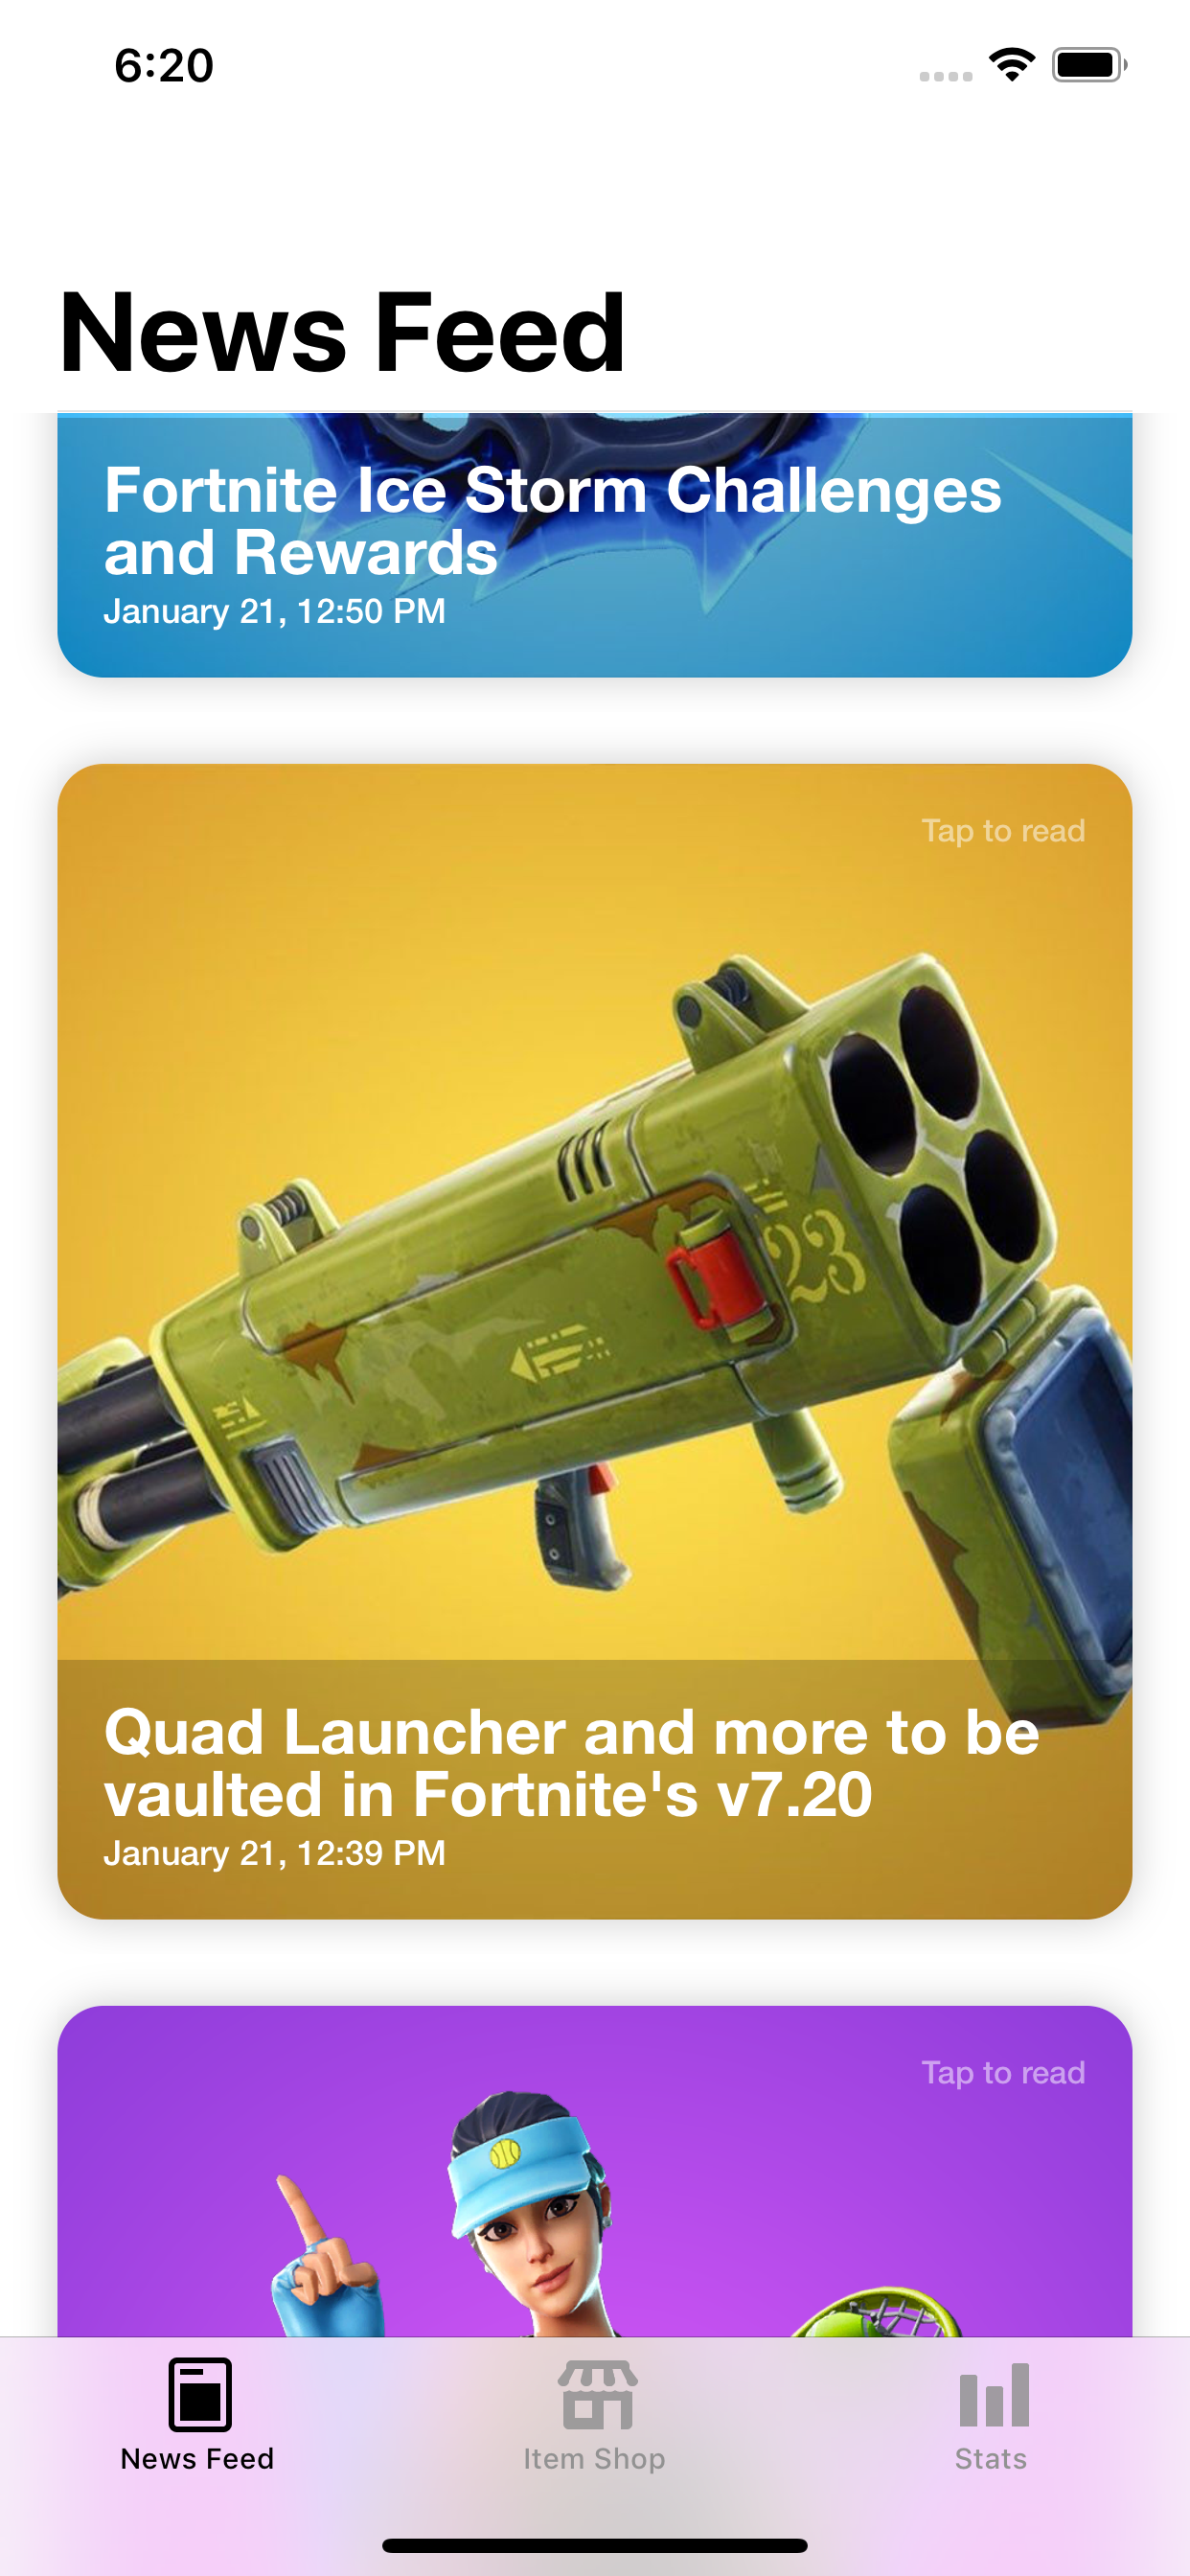 6:20
News Feed
Fortnite Ice Storm Challenges
and Rewards
January 21, 12:50 PM
Tap to read
23
Quad Launcher and more to be
vaulted in Fortnite's v7.20
January 21, 12:39 PM
Tap to read
News Feed
Item Shop
Stats